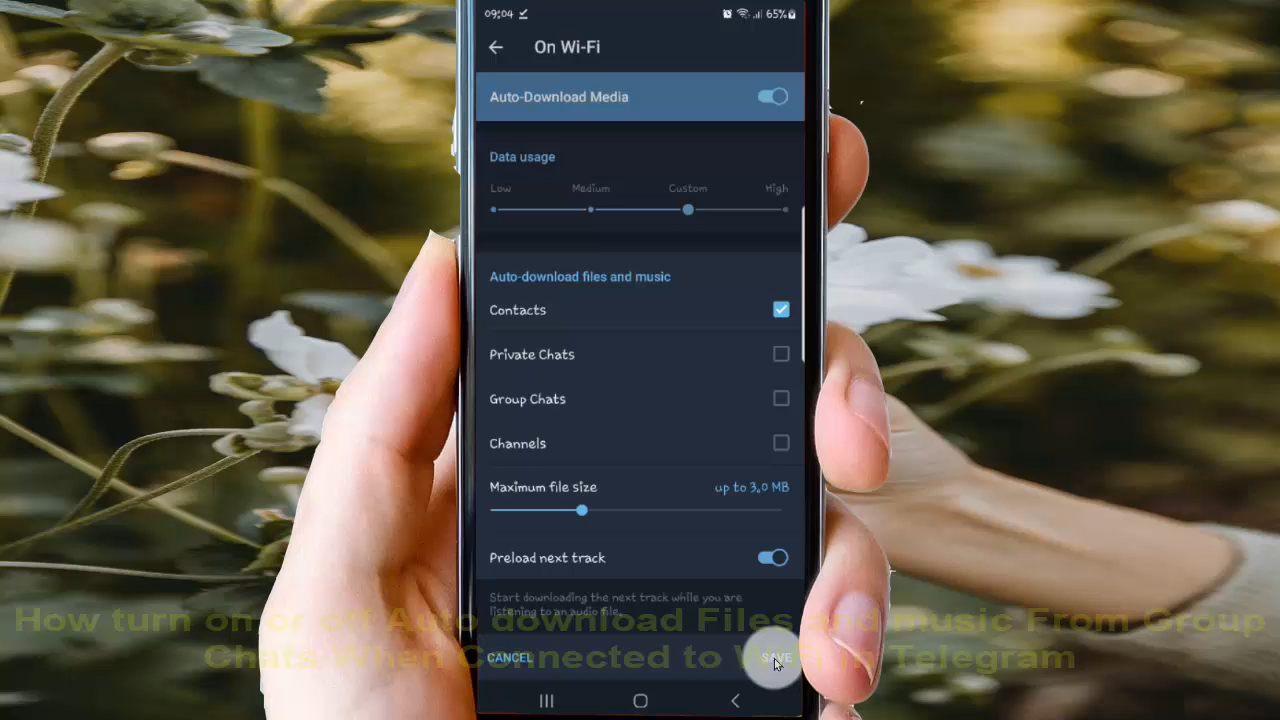 09:04 65%
On Wi-Fi
Auto-Download Media
Data usage
Low Medium Custom High
Auto-download files and music
Contacts
Private Chats
Group Chats
Channels
Maximum file size up to 3.0 MB
Preload next track
Start downloading the next track while you are
listening to an audio file.
CANCEL SAVE
How turn on or off Auto download Files and music From Group
Chats When Connected to WiFi in Telegram